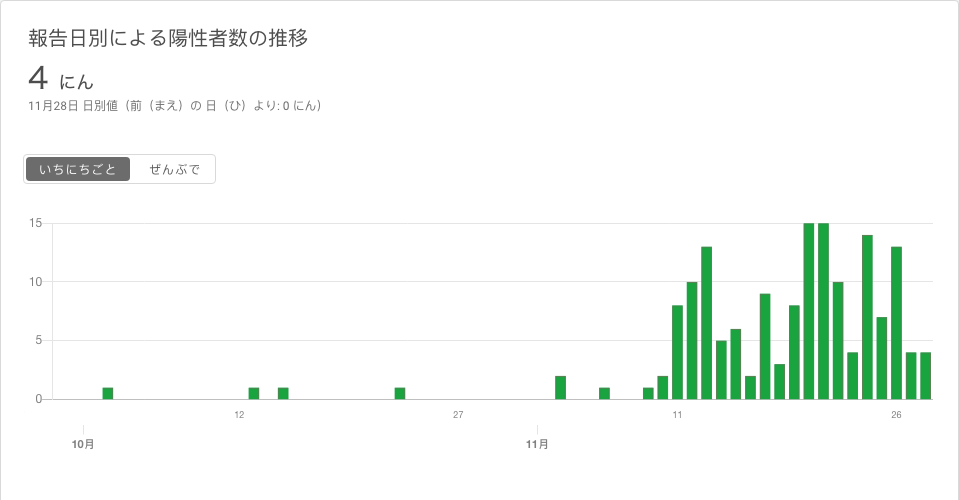 報告日別による陽性者数の推移
4 にん
11月28日 日別値（前（まえ）の 日（ひ）より: 0 にん）
いちにちごと ぜんぶで
15
10
5
0
12 27 11 26
10月 11月